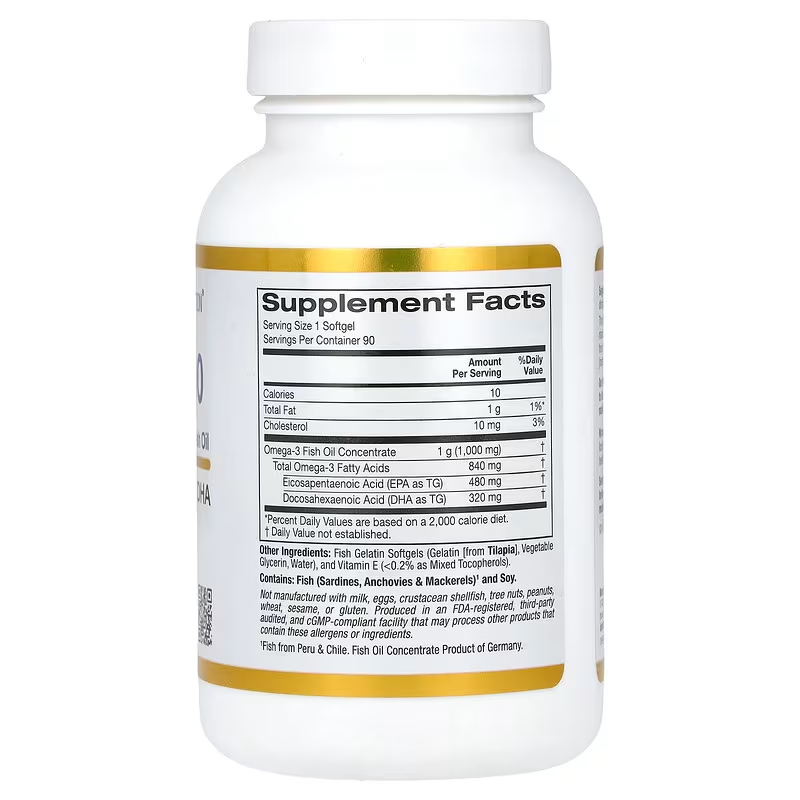 Supplement Facts
Serving Size 1 Softgel
Servings Per Container 90
Amount Per Serving %Daily Value
Calories 10
Total Fat 1 g 1%*
Cholesterol 10 mg 3%
Omega-3 Fish Oil Concentrate 1 g (1,000 mg) †
Total Omega-3 Fatty Acids 840 mg †
Eicosapentaenoic Acid (EPA as TG) 480 mg †
Docosahexaenoic Acid (DHA as TG) 320 mg †
*Percent Daily Values are based on a 2,000 calorie diet.
† Daily Value not established.
Other Ingredients: Fish Gelatin Softgels (Gelatin [from Tilapia], Vegetable
Glycerin, Water), and Vitamin E (<0.2% as Mixed Tocopherols).
Contains: Fish (Sardines, Anchovies & Mackerels)¹ and Soy.
Not manufactured with milk, eggs, crustacean shellfish, tree nuts, peanuts,
wheat, sesame, or gluten. Produced in an FDA-registered, third-party
audited, and cGMP-compliant facility that may process other products that
contain these allergens or ingredients.
¹Fish from Peru & Chile. Fish Oil Concentrate Product of Germany.
0
Oil
DHA